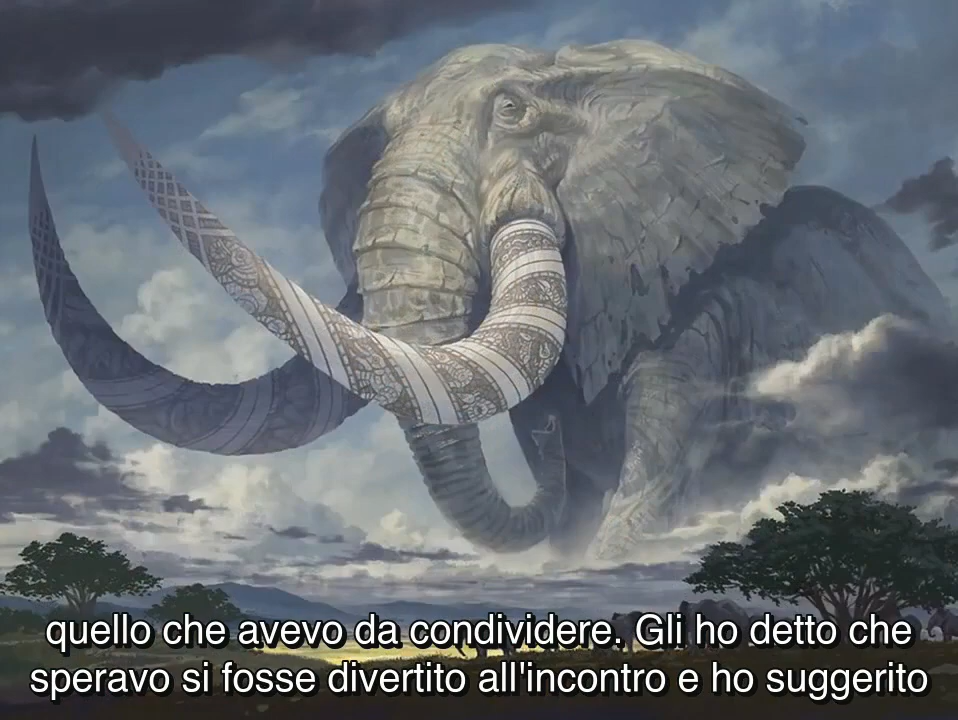 quello che avevo da condividere. Gli ho detto che
speravo si fosse divertito all'incontro e ho suggerito